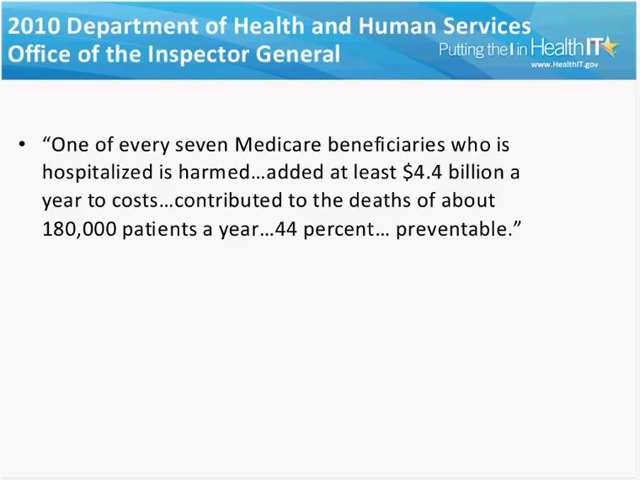 2010 Department of Health and Human Services
Office of the Inspector General
Putting the I in HealthIT
www.HealthIT.gov
• “One of every seven Medicare beneficiaries who is
hospitalized is harmed…added at least $4.4 billion a
year to costs…contributed to the deaths of about
180,000 patients a year…44 percent… preventable.”